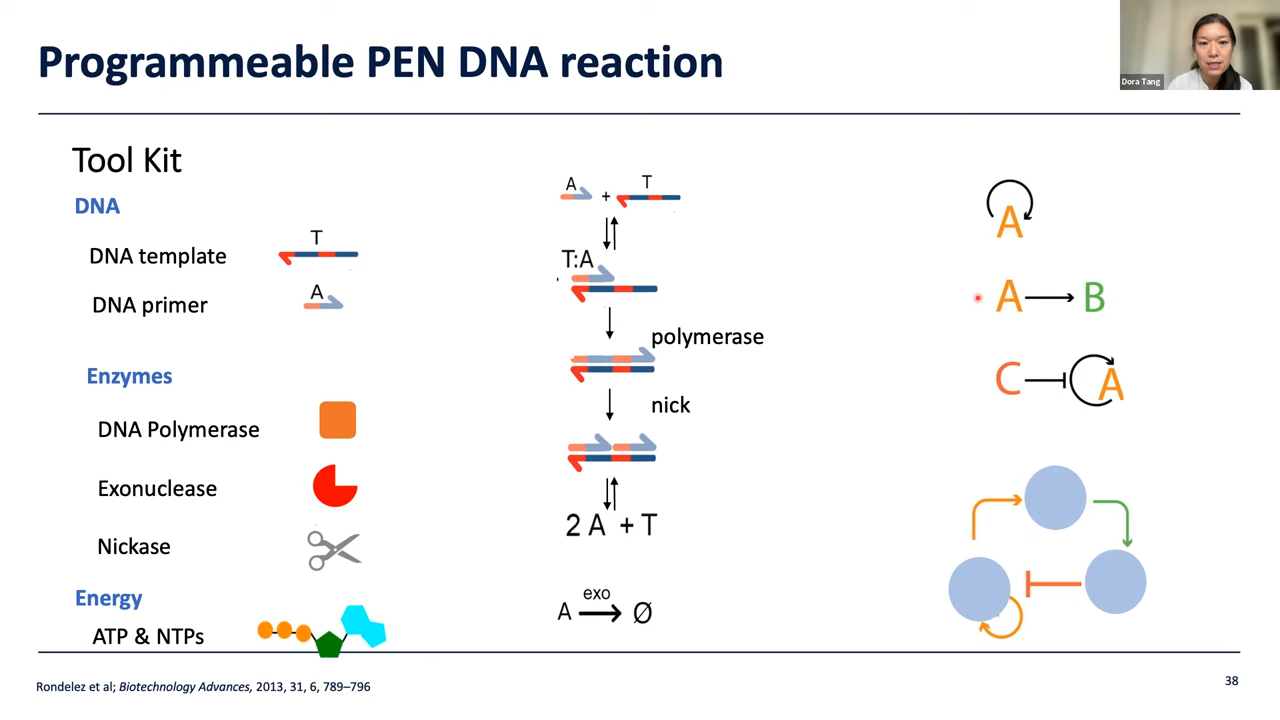 Programmeable PEN DNA reaction
Dora Tang
Tool Kit
DNA
DNA template
T
DNA primer
A
Enzymes
DNA Polymerase
Exonuclease
Nickase
Energy
ATP & NTPs
A + T
T:A
polymerase
nick
2 A + T
A exo Ø
A
A B
C A
Rondelez et al; Biotechnology Advances, 2013, 31, 6, 789–796
38